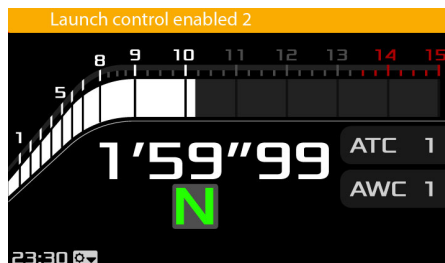 Launch control enabled 2
1 5 8 9 10 11 12 13 14 15
1'59"99
ATC 1
AWC 1
N
23:30